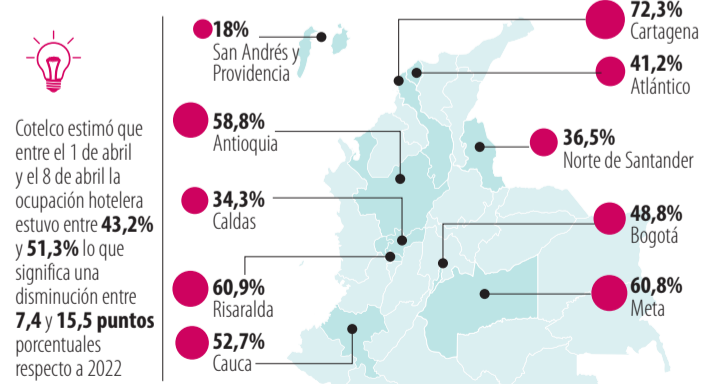 Cotelco estimó que
entre el 1 de abril
y el 8 de abril la
ocupación hotelera
estuvo entre 43,2%
y 51,3% lo que
significa una
disminución entre
7,4 y 15,5 puntos
porcentuales
respecto a 2022
18%
San Andrés y
Providencia
58,8%
Antioquia
34,3%
Caldas
60,9%
Risaralda
52,7%
Cauca
72,3%
Cartagena
41,2%
Atlántico
36,5%
Norte de Santander
48,8%
Bogotá
60,8%
Meta